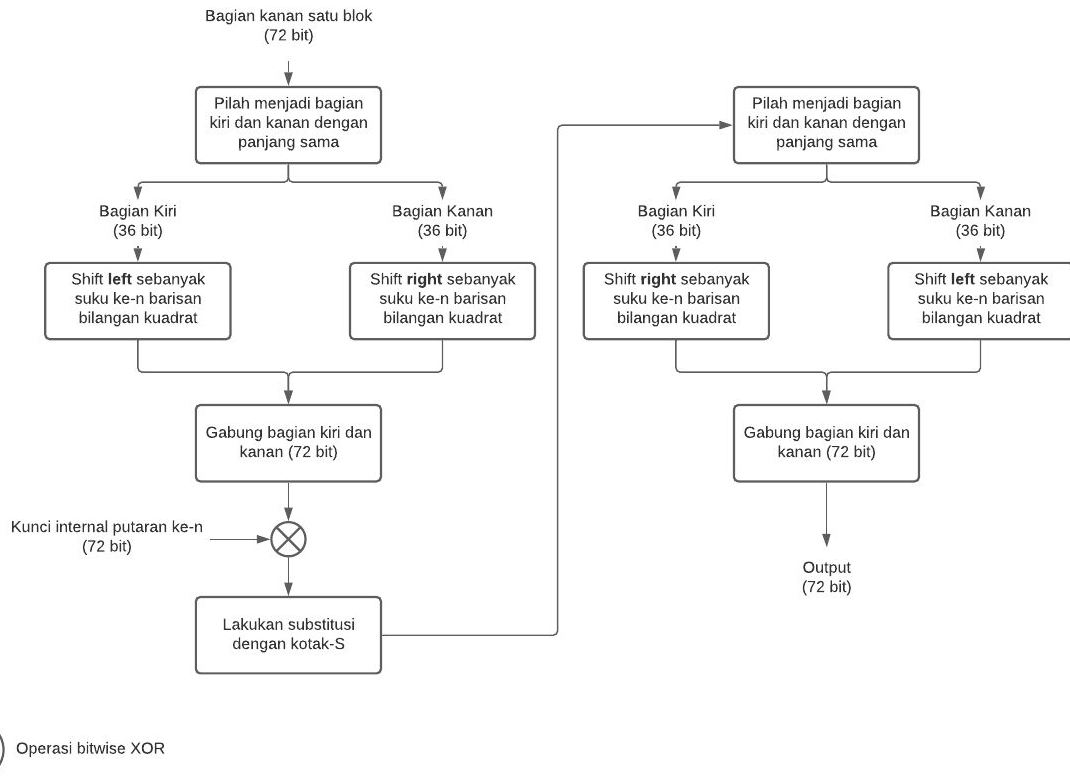 Bagian kanan satu blok
(72 bit)
Pilah menjadi bagian
kiri dan kanan dengan
panjang sama
Bagian Kiri
(36 bit)
Bagian Kanan
(36 bit)
Shift left sebanyak
suku ke-n barisan
bilangan kuadrat
Shift right sebanyak
suku ke-n barisan
bilangan kuadrat
Gabung bagian kiri dan
kanan (72 bit)
Kunci internal putaran ke-n
(72 bit)
Lakukan substitusi
dengan kotak-S
Pilah menjadi bagian
kiri dan kanan dengan
panjang sama
Bagian Kiri
(36 bit)
Bagian Kanan
(36 bit)
Shift right sebanyak
suku ke-n barisan
bilangan kuadrat
Shift left sebanyak
suku ke-n barisan
bilangan kuadrat
Gabung bagian kiri dan
kanan (72 bit)
Output
(72 bit)
Operasi bitwise XOR